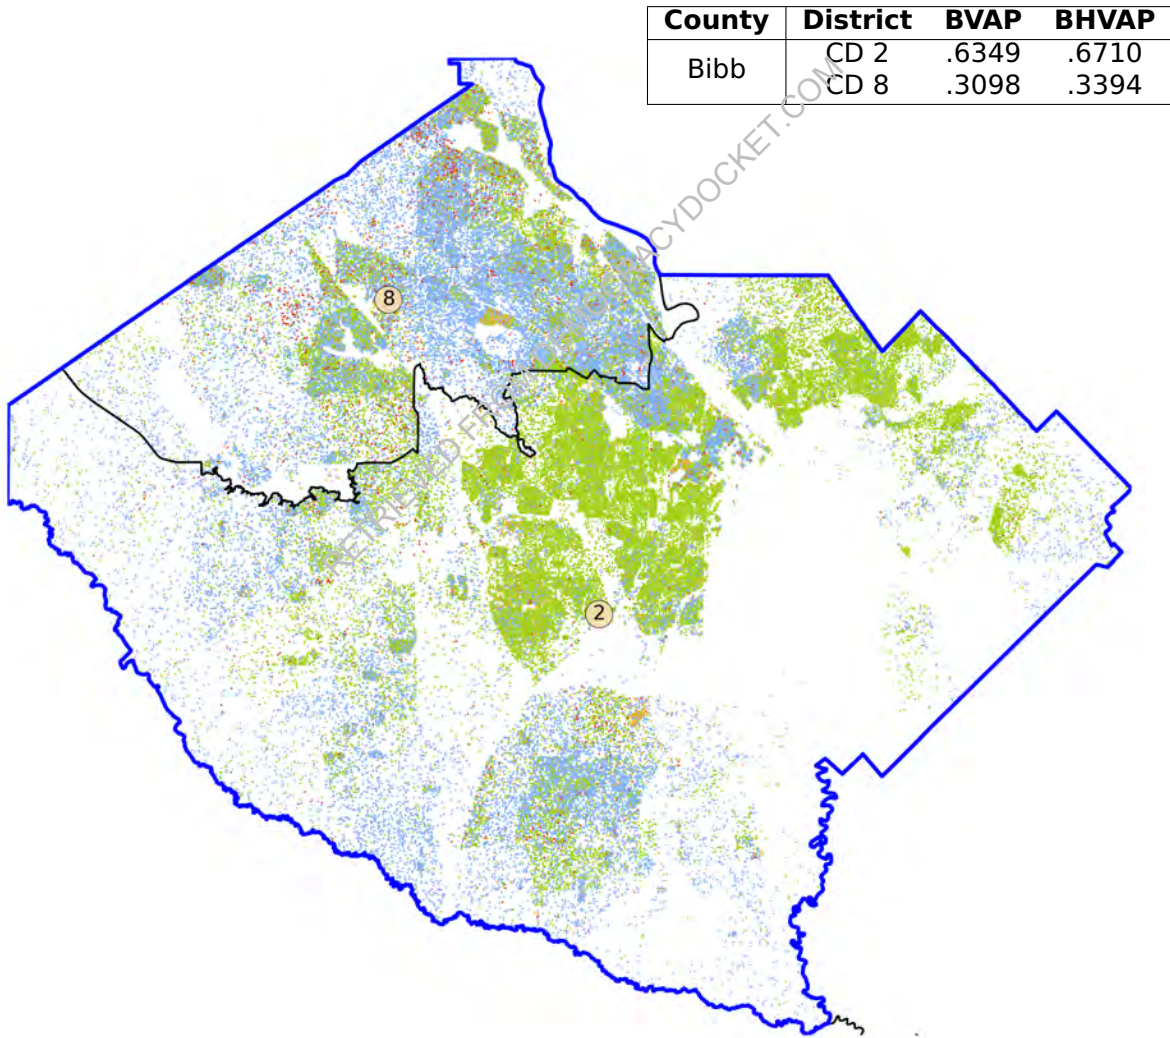 County District BVAP BHVAP
Bibb CD 2 .6349 .6710
CD 8 .3098 .3394
8
2